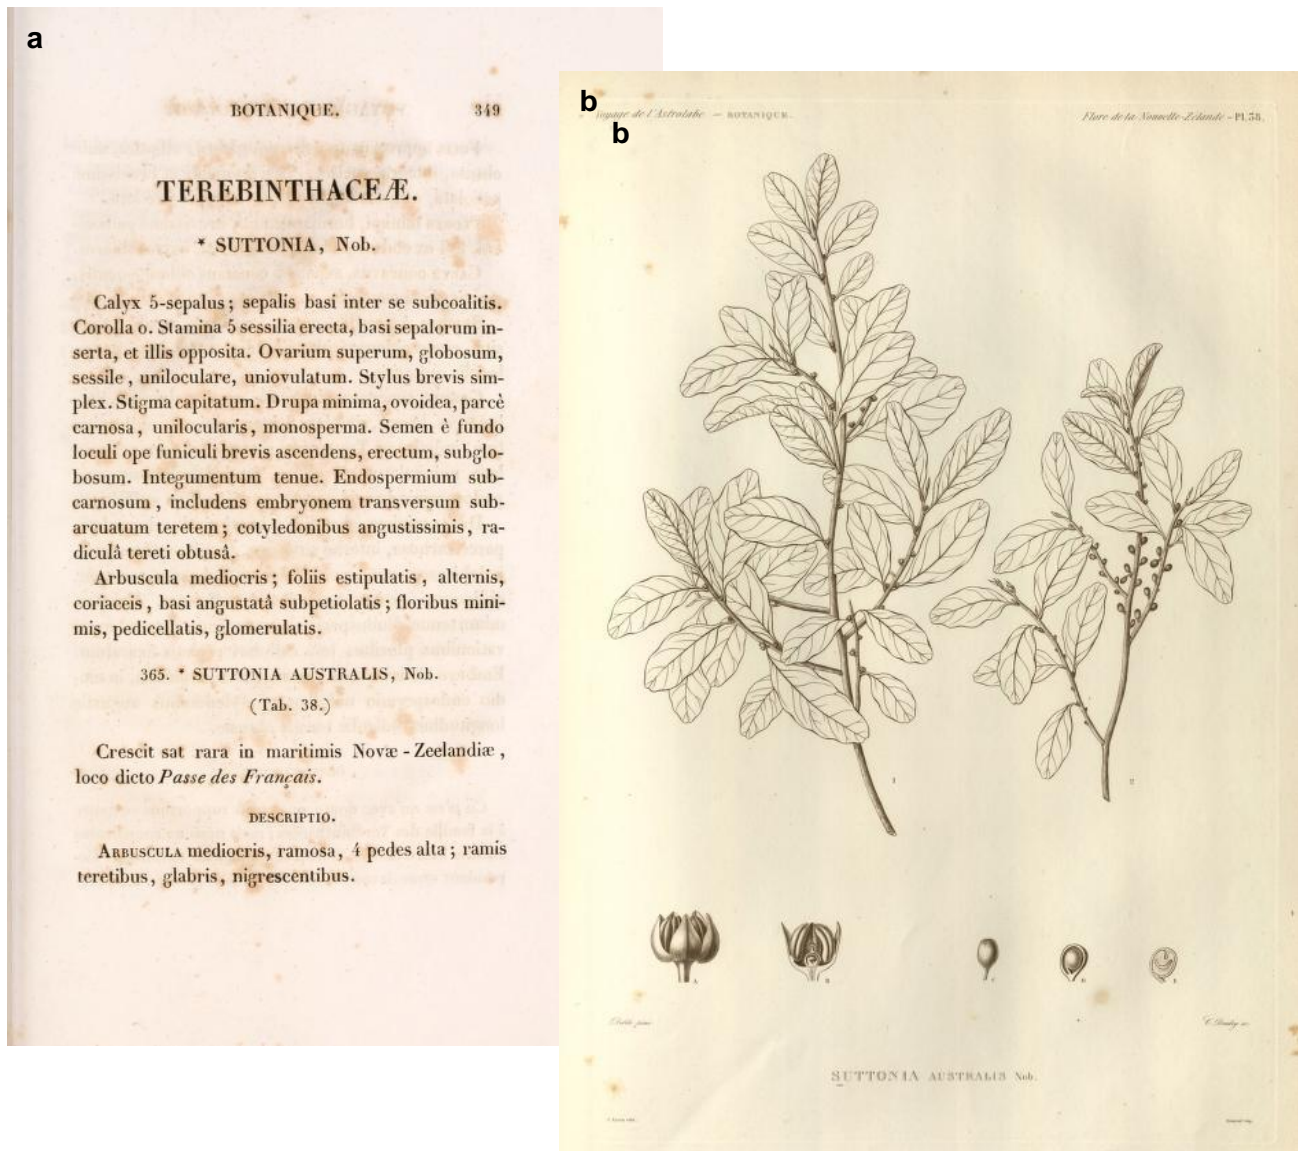 a
BOTANIQUE. 349
TEREBINTHACEÆ.
* SUTTONIA, Nob.
Calyx 5-sepalus; sepalis basi inter se subcoalitis.
Corolla o. Stamina 5 sessilia erecta, basi sepalorum in-
serta, et illis opposita. Ovarium superum, globosum,
sessile, uniloculare, uniovulatum. Stylus brevis sim-
plex. Stigma capitatum. Drupa minima, ovoidea, parcè
carnosa, unilocularis, monosperma. Semen è fundo
loculi ope funiculi brevis ascendens, erectum, subglo-
bosum. Integumentum tenue. Endospermium sub-
carnosum, includens embryonem transversum sub-
arcuatum teretem; cotyledonibus angustissimis, ra-
diculâ tereti obtusâ.
Arbuscula mediocris; foliis estipulatis, alternis,
coriaceis, basi angustatâ subpetiolatis; floribus mini-
mis, pedicellatis, glomerulatis.
365. * SUTTONIA AUSTRALIS, Nob.
(Tab. 38.)
Crescit sat rara in maritimis Novæ-Zeelandiæ,
loco dicto Passe des Français.
DESCRIPTIO.
ARBUSCULA mediocris, ramosa, 4 pedes alta; ramis
teretibus, glabris, nigrescentibus.
b
Voyage de l'Astrolabe — BOTANIQUE.
Flore de la Nouvelle-Zélande - Pl. 38.
b
1
2
A B C D E
SUTTONIA AUSTRALIS Nob.